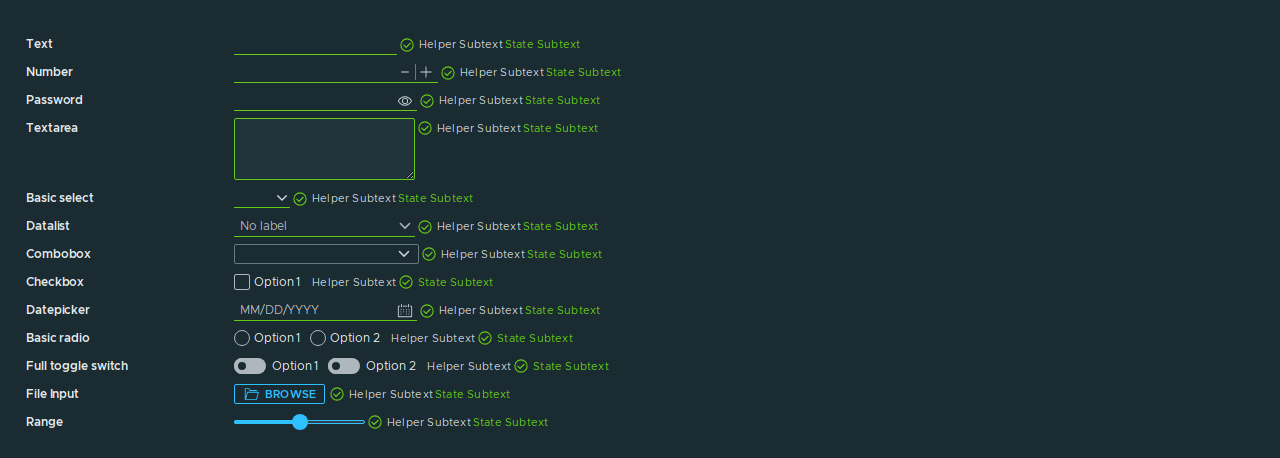 Text Helper Subtext State Subtext
Number Helper Subtext State Subtext
Password Helper Subtext State Subtext
Textarea Helper Subtext State Subtext
Basic select Helper Subtext State Subtext
Datalist No label Helper Subtext State Subtext
Combobox Helper Subtext State Subtext
Checkbox Option 1 Helper Subtext State Subtext
Datepicker MM/DD/YYYY Helper Subtext State Subtext
Basic radio Option 1 Option 2 Helper Subtext State Subtext
Full toggle switch Option 1 Option 2 Helper Subtext State Subtext
File Input BROWSE Helper Subtext State Subtext
Range Helper Subtext State Subtext